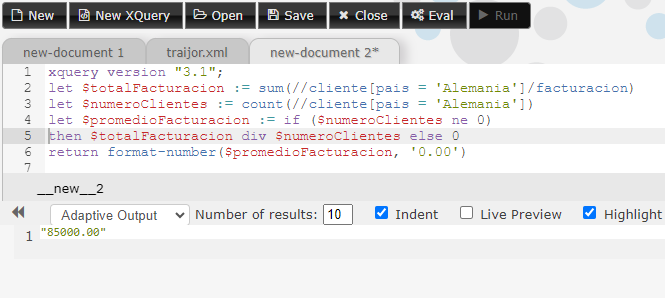 New New XQuery Open Save Close Eval Run
new-document 1 traijor.xml new-document 2*
1 xquery version "3.1";
2 let $totalFacturacion := sum(//cliente[pais = 'Alemania']/facturacion)
3 let $numeroClientes := count(//cliente[pais = 'Alemania'])
4 let $promedioFacturacion := if ($numeroClientes ne 0)
5 then $totalFacturacion div $numeroClientes else 0
6 return format-number($promedioFacturacion, '0.00')
7
__new__2
Adaptive Output Number of results: 10 Indent Live Preview Highlight
1 "85000.00"